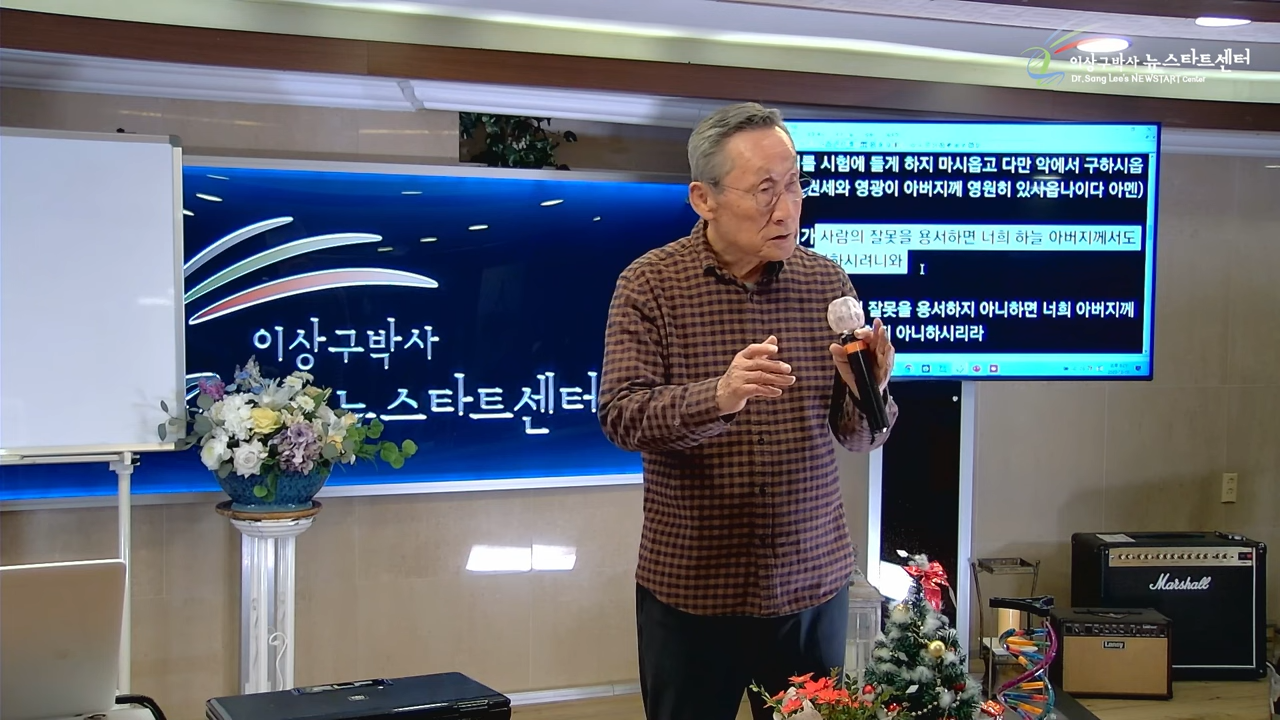 이상구박사 뉴스타트센터
Dr. Sang Lee's NEWSTART Center
를 시험에 들게 하지 마시옵고 다만 악에서 구하시옵
권세와 영광이 아버지께 영원히 있사옵나이다 아멘)
가 사람의 잘못을 용서하면 너희 하늘 아버지께서도
하시려니와
잘못을 용서하지 아니하면 너희 아버지께
아니하시리라
이상구박사
뉴스타트센터
Marshall
Laney